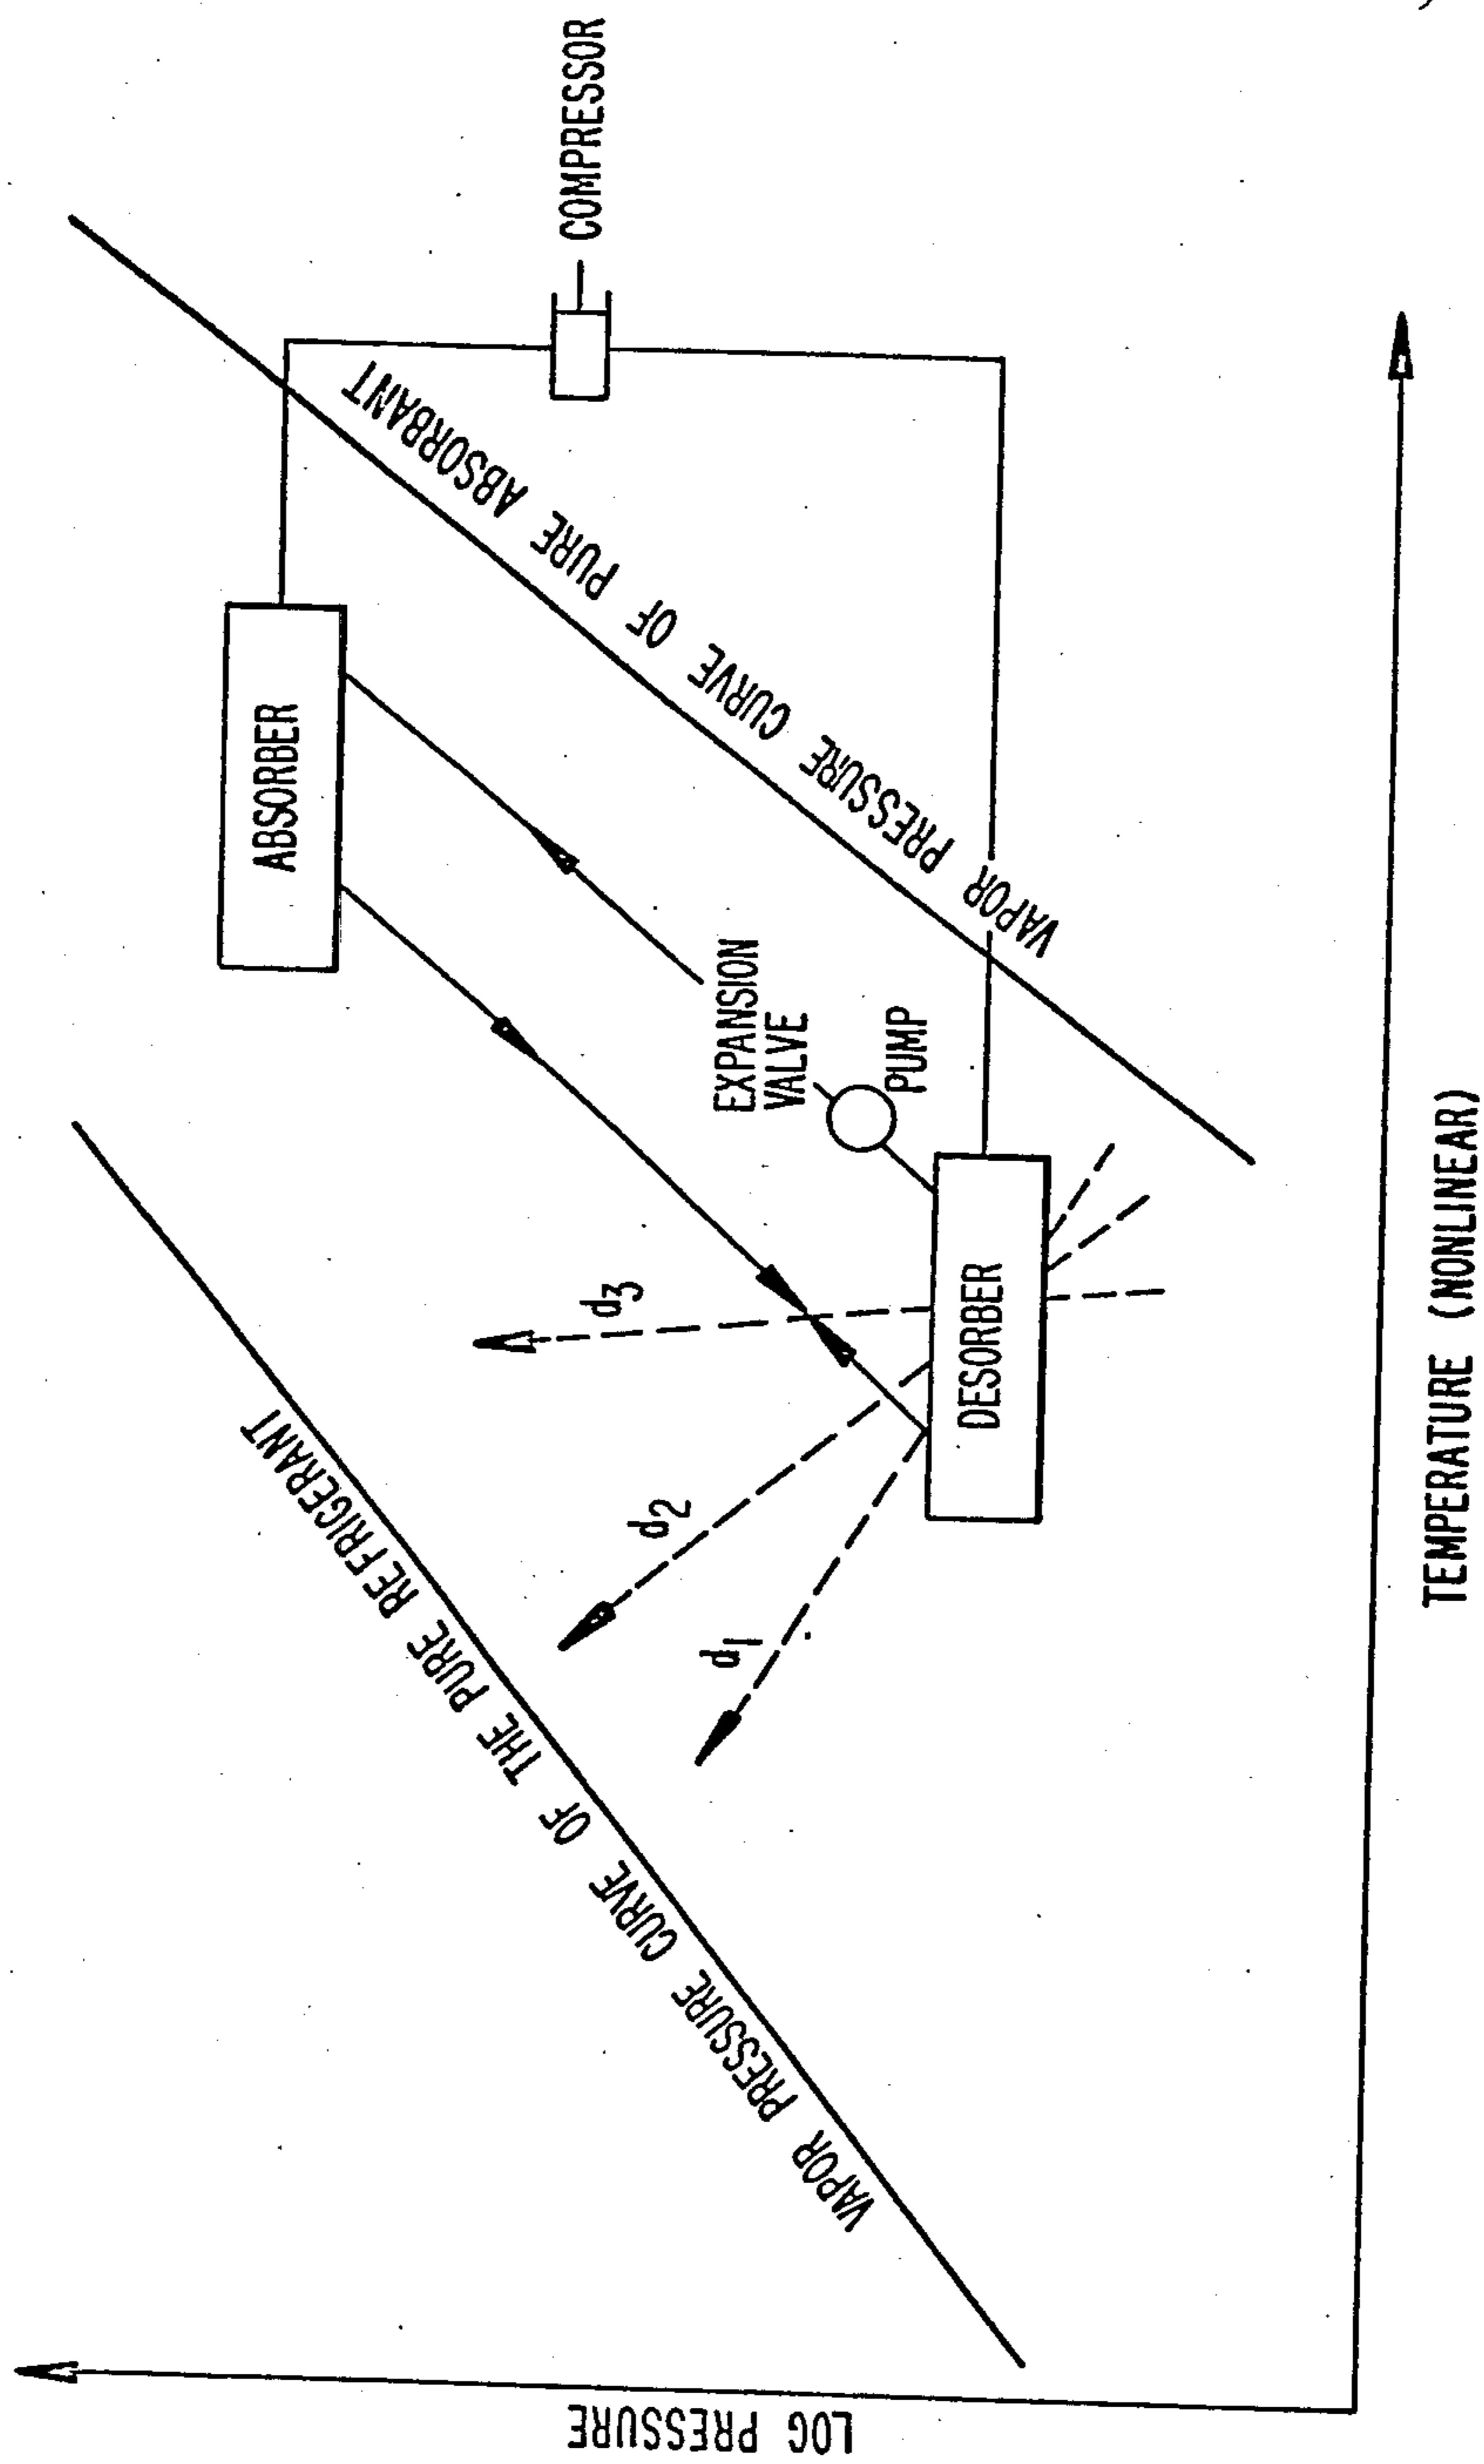 LOG PRESSURE
VAPOR PRESSURE CURVE OF THE PURE REFRIGERANT
ABSORBER
COMPRESSOR
VAPOR PRESSURE CURVE OF PURE ABSORBANT
d3
d2
d1
EXPANSION
VALVE
PUMP
DESORBER
TEMPERATURE (NONLINEAR)